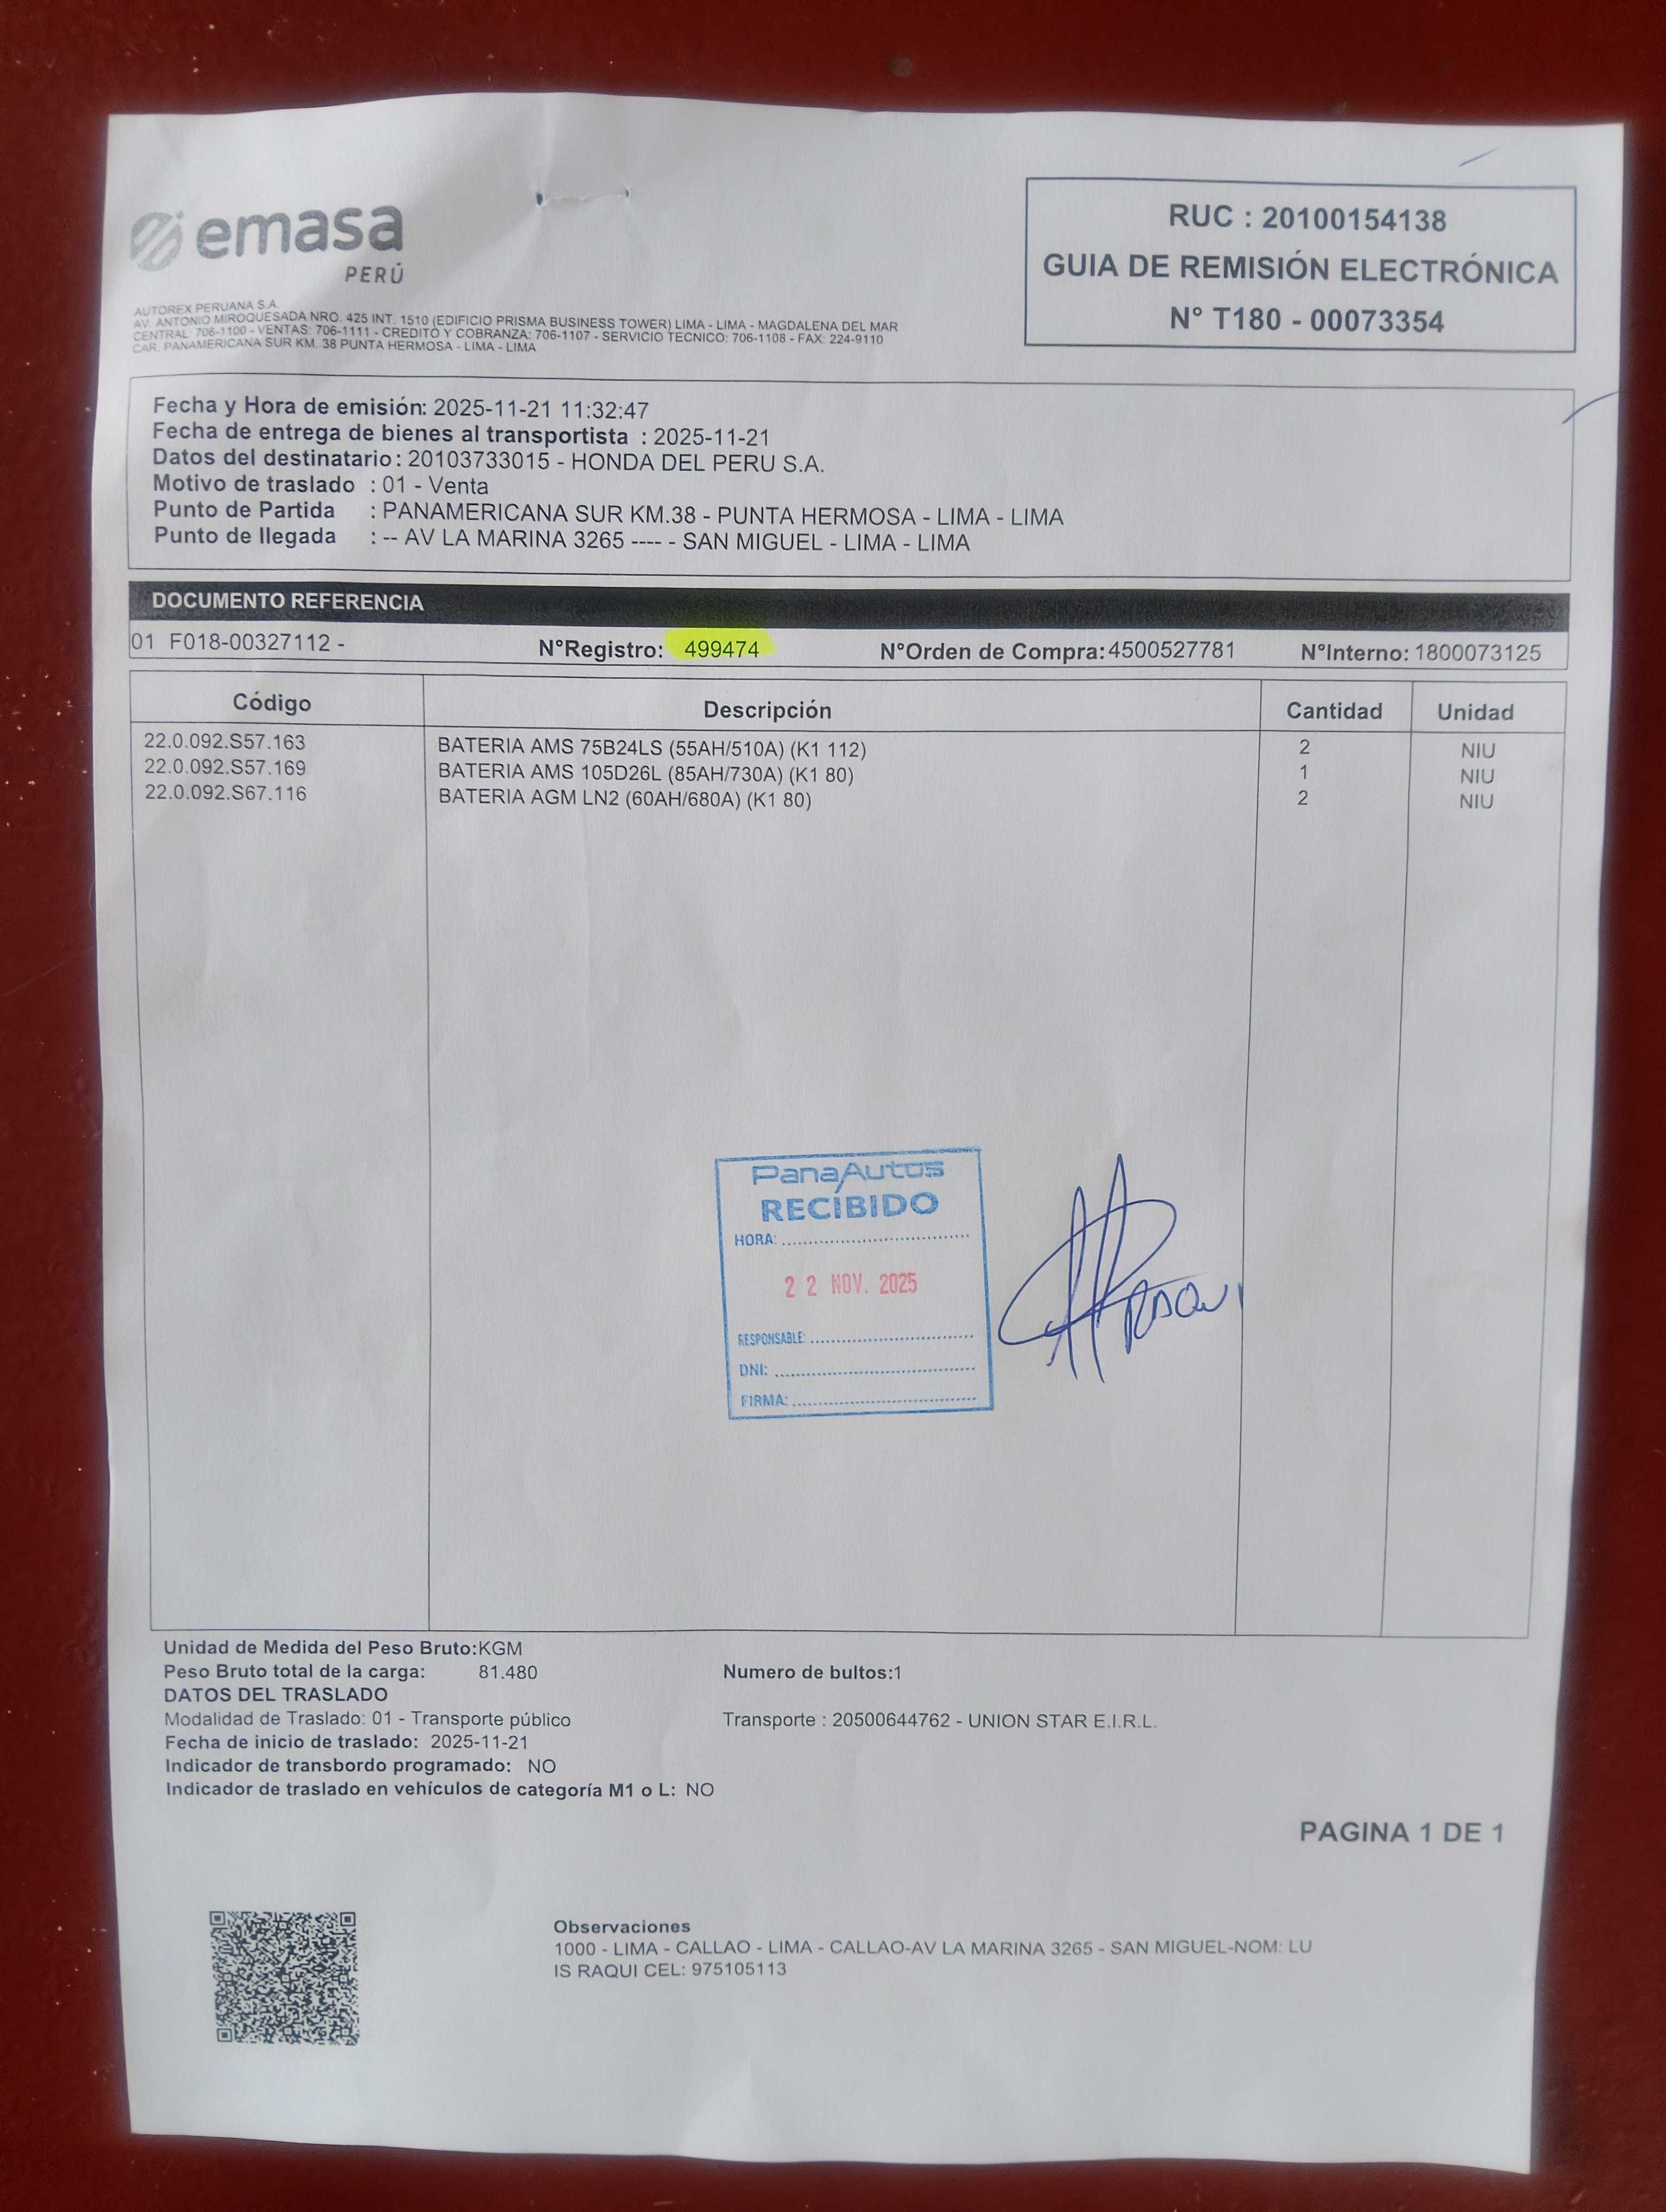 emasa
PERÚ
RUC : 20100154138
GUIA DE REMISIÓN ELECTRÓNICA
N° T180 - 00073354
AUTOREX PERUANA S.A.
AV. ANTONIO MIROQUESADA NRO. 425 INT. 1510 (EDIFICIO PRISMA BUSINESS TOWER) LIMA - LIMA - MAGDALENA DEL MAR
CENTRAL: 706-1100 - VENTAS: 706-1111 - CREDITO Y COBRANZA: 706-1107 - SERVICIO TECNICO: 706-1108 - FAX: 224-9110
CAR. PANAMERICANA SUR KM. 38 PUNTA HERMOSA - LIMA - LIMA
Fecha y Hora de emisión: 2025-11-21 11:32:47
Fecha de entrega de bienes al transportista : 2025-11-21
Datos del destinatario: 20103733015 - HONDA DEL PERU S.A.
Motivo de traslado : 01 - Venta
Punto de Partida : PANAMERICANA SUR KM.38 - PUNTA HERMOSA - LIMA - LIMA
Punto de llegada : -- AV LA MARINA 3265 ---- - SAN MIGUEL - LIMA - LIMA
DOCUMENTO REFERENCIA
01 F018-00327112 - N°Registro: 499474 N°Orden de Compra: 4500527781 N°Interno: 1800073125
Código Descripción Cantidad Unidad
22.0.092.S57.163 BATERIA AMS 75B24LS (55AH/510A) (K1 112) 2 NIU
22.0.092.S57.169 BATERIA AMS 105D26L (85AH/730A) (K1 80) 1 NIU
22.0.092.S67.116 BATERIA AGM LN2 (60AH/680A) (K1 80) 2 NIU
PanaAutos
RECIBIDO
HORA:
22 NOV. 2025
RESPONSABLE:
DNI:
FIRMA:
Unidad de Medida del Peso Bruto:KGM
Peso Bruto total de la carga: 81.480 Numero de bultos:1
DATOS DEL TRASLADO
Modalidad de Traslado: 01 - Transporte público Transporte : 20500644762 - UNION STAR E.I.R.L.
Fecha de inicio de traslado: 2025-11-21
Indicador de transbordo programado: NO
Indicador de traslado en vehículos de categoría M1 o L: NO
PAGINA 1 DE 1
Observaciones
1000 - LIMA - CALLAO - LIMA - CALLAO-AV LA MARINA 3265 - SAN MIGUEL-NOM: LU
IS RAQUI CEL: 975105113